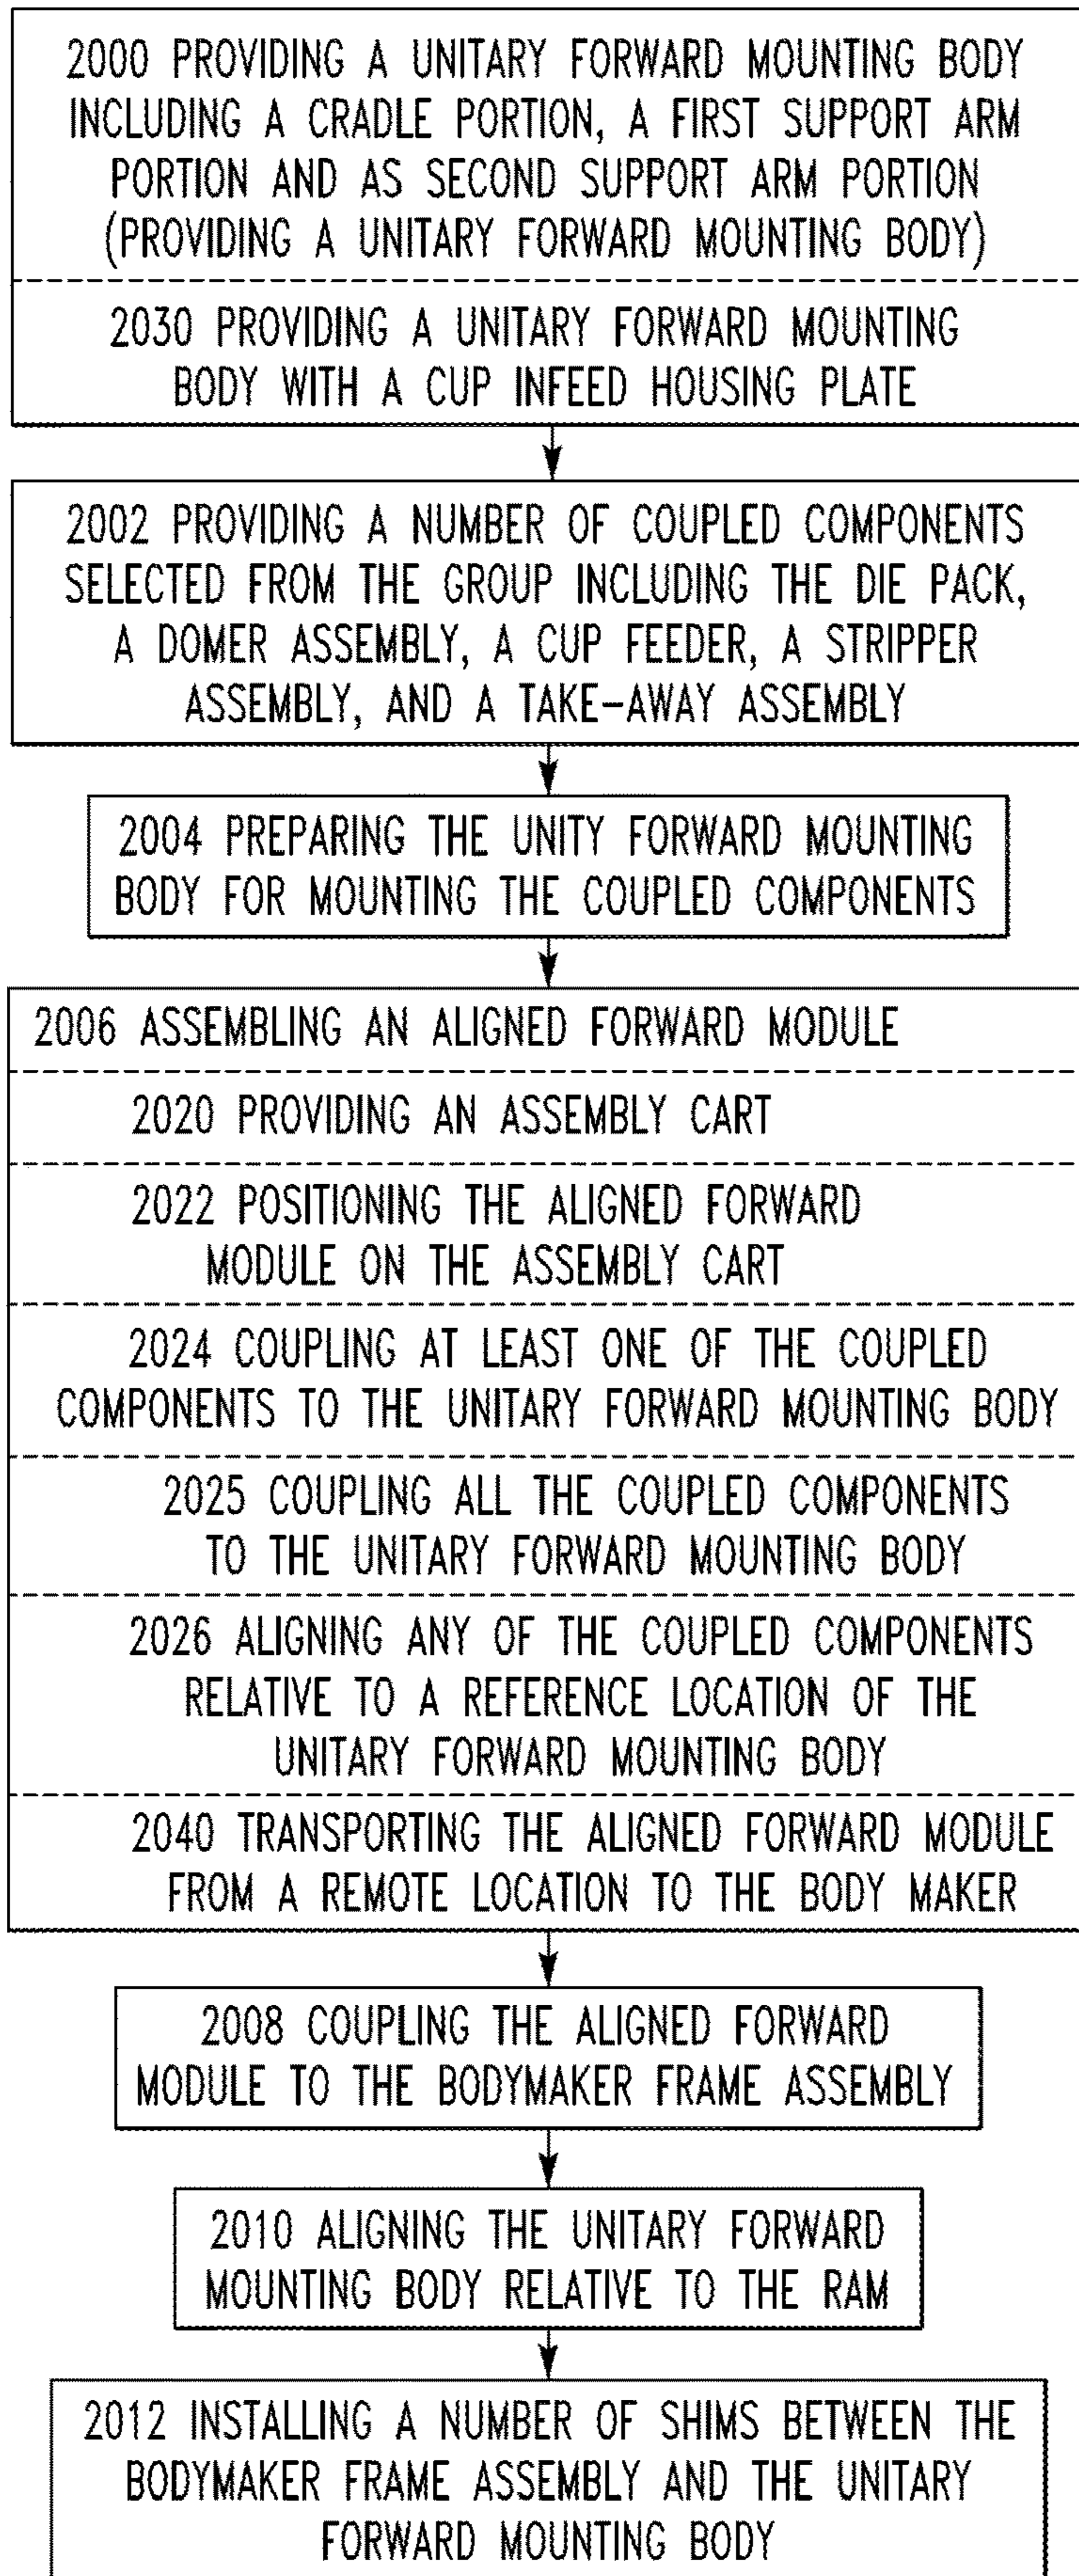 2000 PROVIDING A UNITARY FORWARD MOUNTING BODY
INCLUDING A CRADLE PORTION, A FIRST SUPPORT ARM
PORTION AND AS SECOND SUPPORT ARM PORTION
(PROVIDING A UNITARY FORWARD MOUNTING BODY)
2030 PROVIDING A UNITARY FORWARD MOUNTING
BODY WITH A CUP INFEED HOUSING PLATE
2002 PROVIDING A NUMBER OF COUPLED COMPONENTS
SELECTED FROM THE GROUP INCLUDING THE DIE PACK,
A DOMER ASSEMBLY, A CUP FEEDER, A STRIPPER
ASSEMBLY, AND A TAKE-AWAY ASSEMBLY
2004 PREPARING THE UNITY FORWARD MOUNTING
BODY FOR MOUNTING THE COUPLED COMPONENTS
2006 ASSEMBLING AN ALIGNED FORWARD MODULE
2020 PROVIDING AN ASSEMBLY CART
2022 POSITIONING THE ALIGNED FORWARD
MODULE ON THE ASSEMBLY CART
2024 COUPLING AT LEAST ONE OF THE COUPLED
COMPONENTS TO THE UNITARY FORWARD MOUNTING BODY
2025 COUPLING ALL THE COUPLED COMPONENTS
TO THE UNITARY FORWARD MOUNTING BODY
2026 ALIGNING ANY OF THE COUPLED COMPONENTS
RELATIVE TO A REFERENCE LOCATION OF THE
UNITARY FORWARD MOUNTING BODY
2040 TRANSPORTING THE ALIGNED FORWARD MODULE
FROM A REMOTE LOCATION TO THE BODY MAKER
2008 COUPLING THE ALIGNED FORWARD
MODULE TO THE BODYMAKER FRAME ASSEMBLY
2010 ALIGNING THE UNITARY FORWARD
MOUNTING BODY RELATIVE TO THE RAM
2012 INSTALLING A NUMBER OF SHIMS BETWEEN THE
BODYMAKER FRAME ASSEMBLY AND THE UNITARY
FORWARD MOUNTING BODY